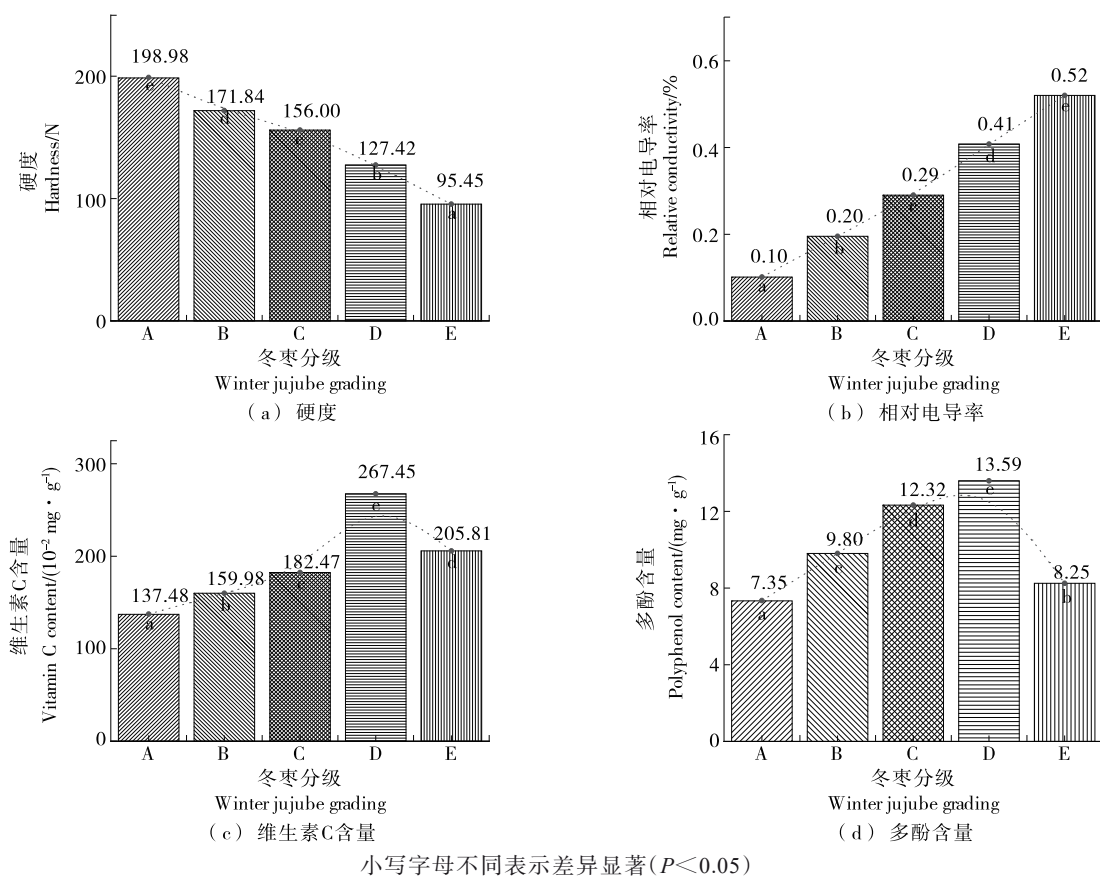 硬度
Hardness/N
200
100
0
198.98
171.84
156.00
127.42
95.45
e
d
c
b
a
A B C D E
冬枣分级
Winter jujube grading
（a）硬度
相对电导率
Relative conductivity/%
0.6
0.4
0.2
0.0
0.10
0.20
0.29
0.41
0.52
a
b
c
d
e
A B C D E
冬枣分级
Winter jujube grading
（b）相对电导率
维生素C含量
Vitamin C content/(10⁻² mg·g⁻¹)
300
200
100
0
137.48
159.98
182.47
267.45
205.81
a
b
c
e
d
A B C D E
冬枣分级
Winter jujube grading
（c）维生素C含量
多酚含量
Polyphenol content/(mg·g⁻¹)
16
12
8
4
0
7.35
9.80
12.32
13.59
8.25
a
c
d
e
b
A B C D E
冬枣分级
Winter jujube grading
（d）多酚含量
小写字母不同表示差异显著(P＜0.05)